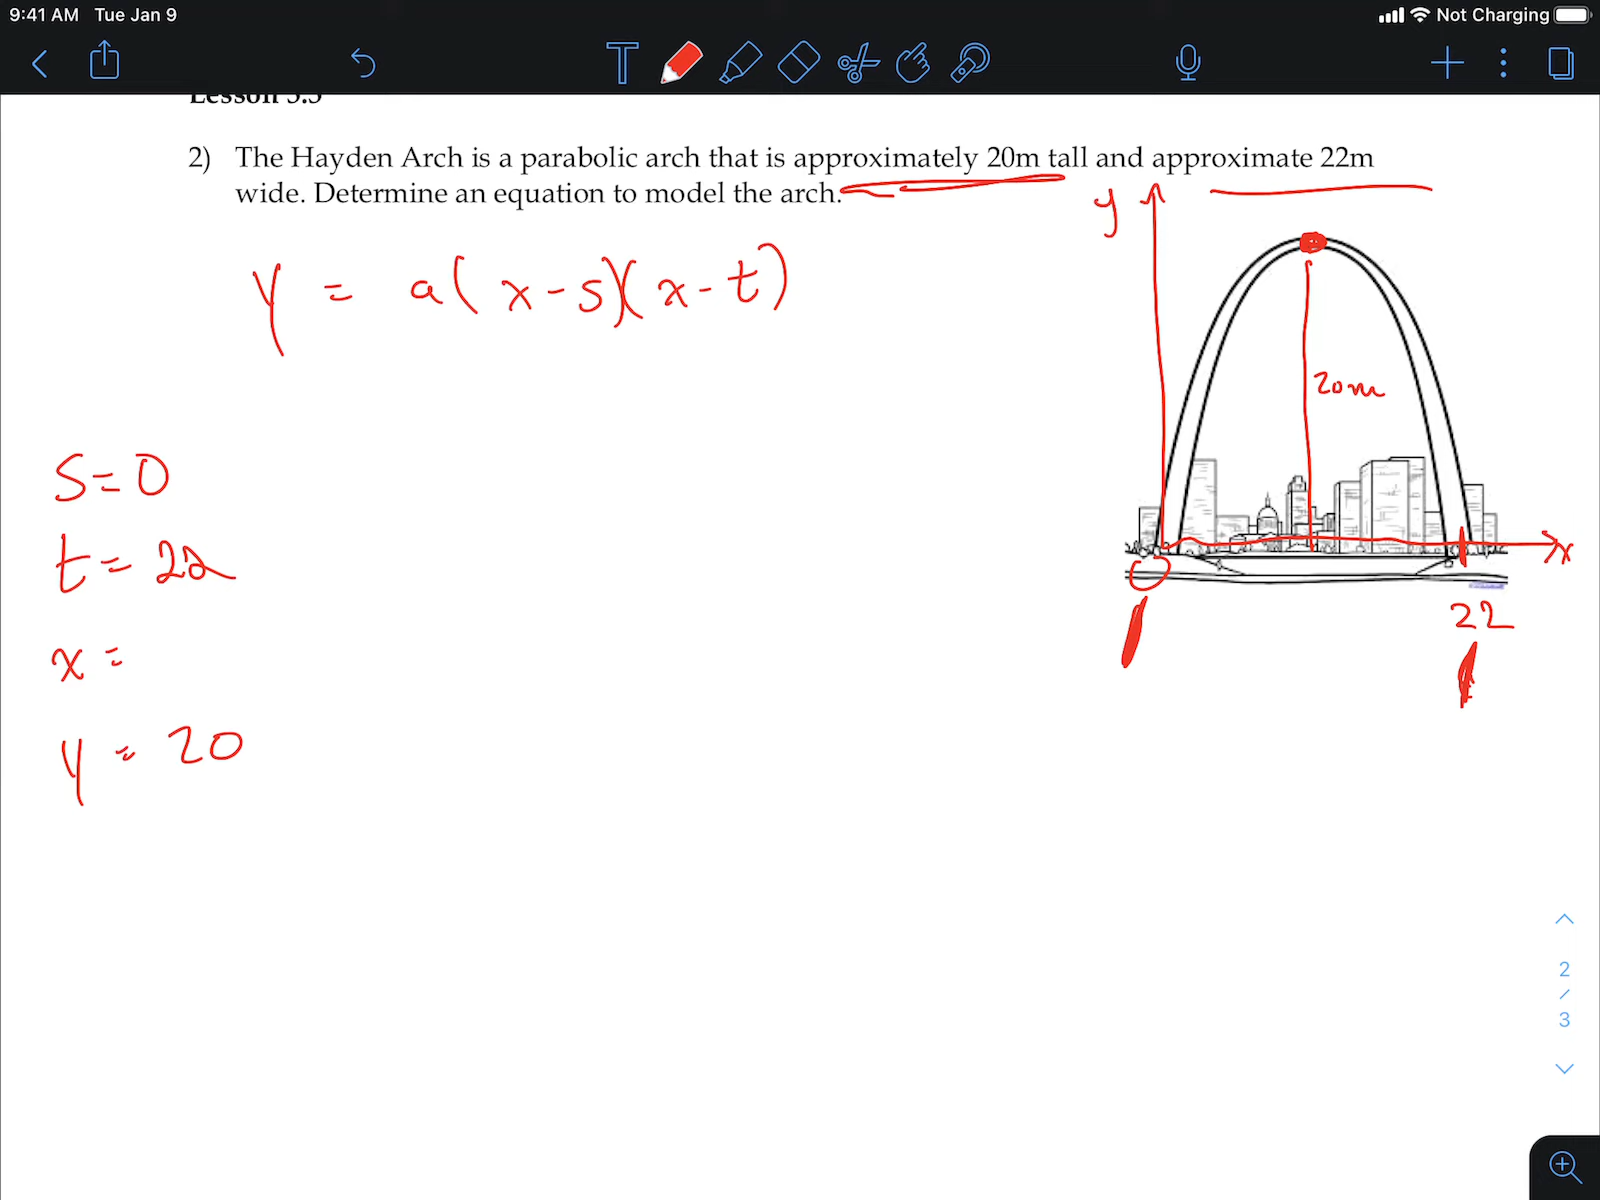 9:41 AM Tue Jan 9
Not Charging
Lesson 3.3
2) The Hayden Arch is a parabolic arch that is approximately 20m tall and approximate 22m
wide. Determine an equation to model the arch.
y
y = a(x-s)(x-t)
20m
s=0
t=22
x
0
22
x=
y=20
2
/
3